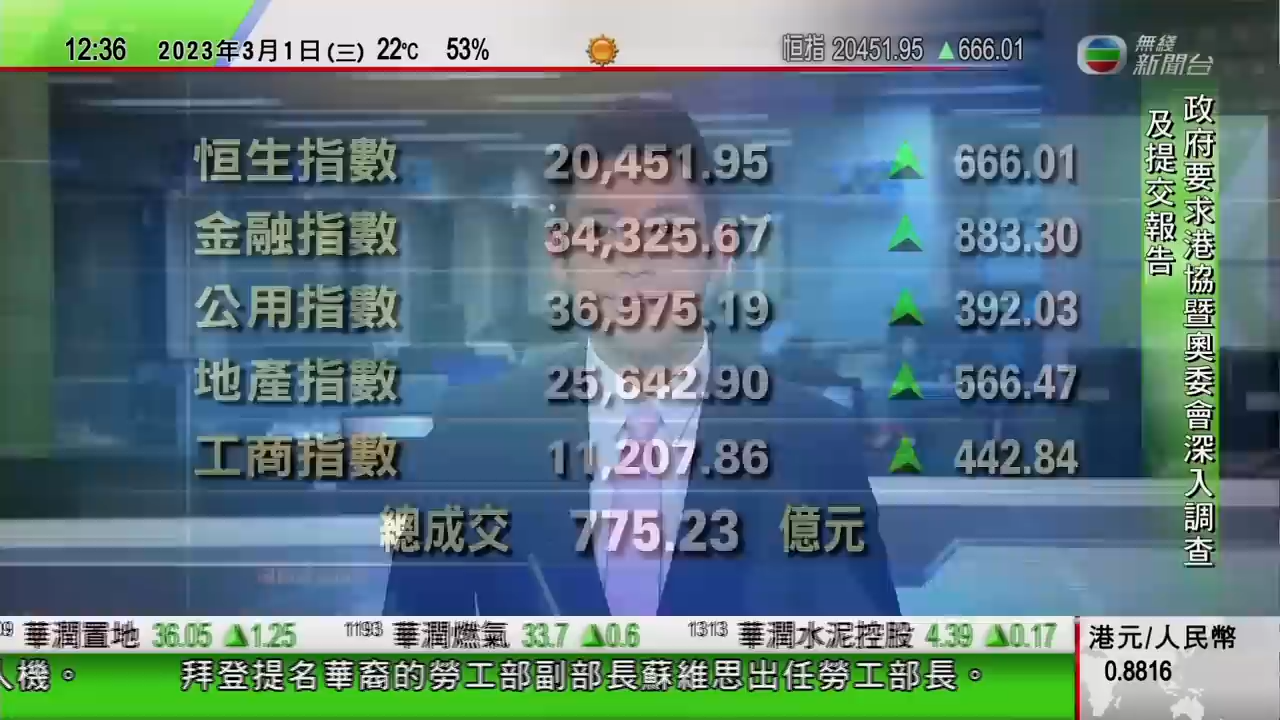 12:36 2023年3月1日(三) 22℃ 53% 恒指 20451.95 ▲666.01
無綫
新聞台
恒生指數 20,451.95 ▲ 666.01
金融指數 34,325.67 ▲ 883.30
公用指數 36,975.19 ▲ 392.03
地產指數 25,642.90 ▲ 566.47
工商指數 11,207.86 ▲ 442.84
總成交 775.23 億元
政府要求港協暨奧委會深入調查
及提交報告
09 華潤置地 36.05 ▲1.25 1193 華潤燃氣 33.7 ▲0.6 1313 華潤水泥控股 4.39 ▲0.17
人機。 拜登提名華裔的勞工部副部長蘇維思出任勞工部長。
港元/人民幣
0.8816